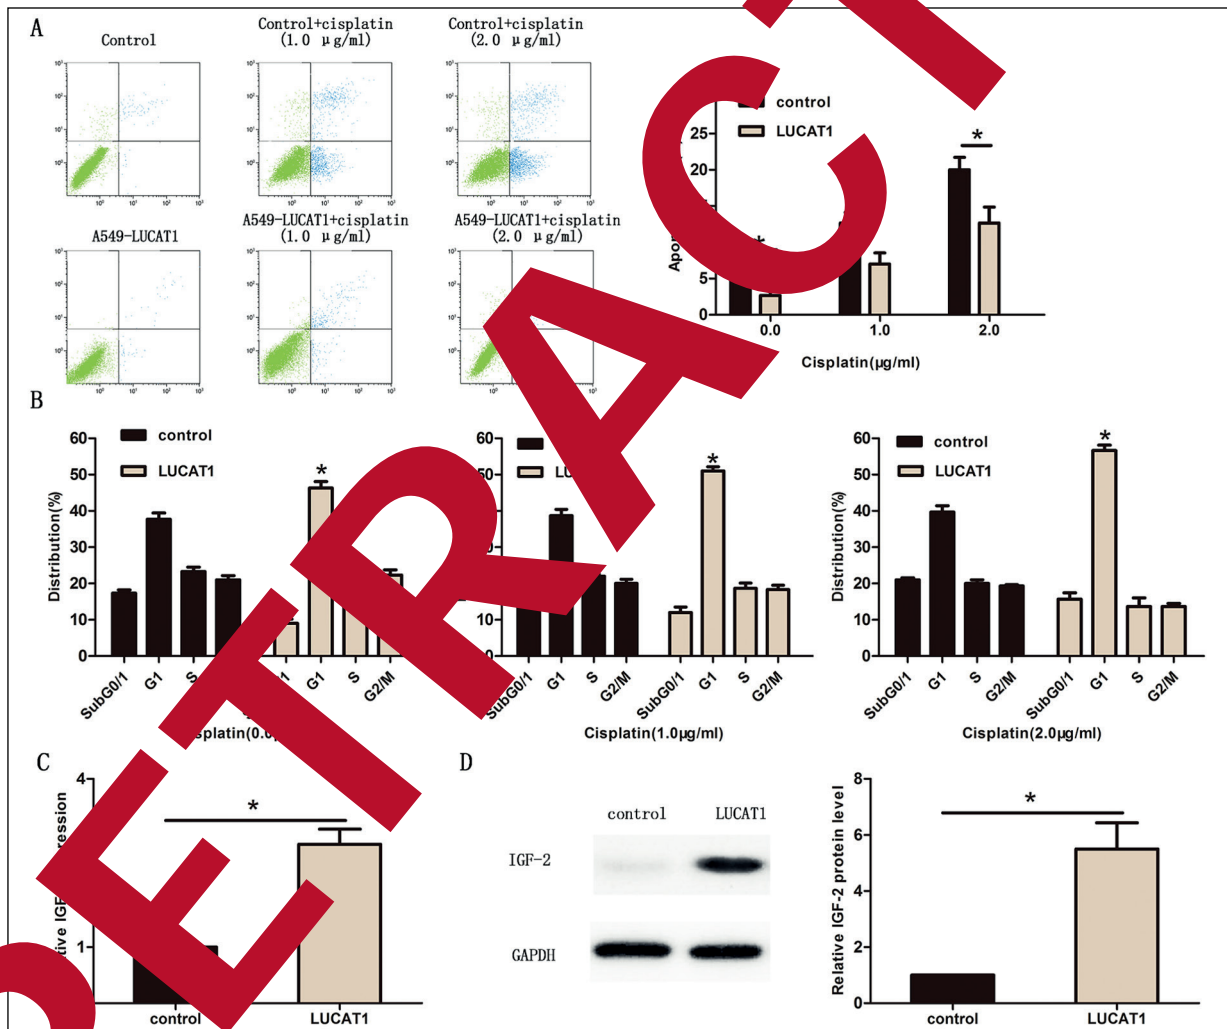 A
Control
Control+cisplatin
(1.0 μg/ml)
Control+cisplatin
(2.0 μg/ml)
A549-LUCAT1
A549-LUCAT1+cisplatin
(1.0 μg/ml)
A549-LUCAT1+cisplatin
(2.0 μg/ml)
control
LUCAT1
25
20
5
0
*
*
0.0
1.0
2.0
Cisplatin(μg/ml)
B
Distribution(%)
60
50
40
30
20
10
0
control
LUCAT1
*
SubG0/1
G1
S
G1
S
G2/M
60
50
10
*
SubG0/1
G1
S
G2/M
SubG0/1
G1
S
G2/M
Cisplatin(1.0μg/ml)
Distribution(%)
60
50
40
30
20
10
0
control
LUCAT1
*
SubG0/1
G1
S
G2/M
SubG0/1
G1
S
G2/M
Cisplatin(2.0μg/ml)
C
4
1
*
control
LUCAT1
D
control
LUCAT1
IGF-2
GAPDH
Relative IGF-2 protein level
8
6
4
2
0
*
control
LUCAT1
RETRACT